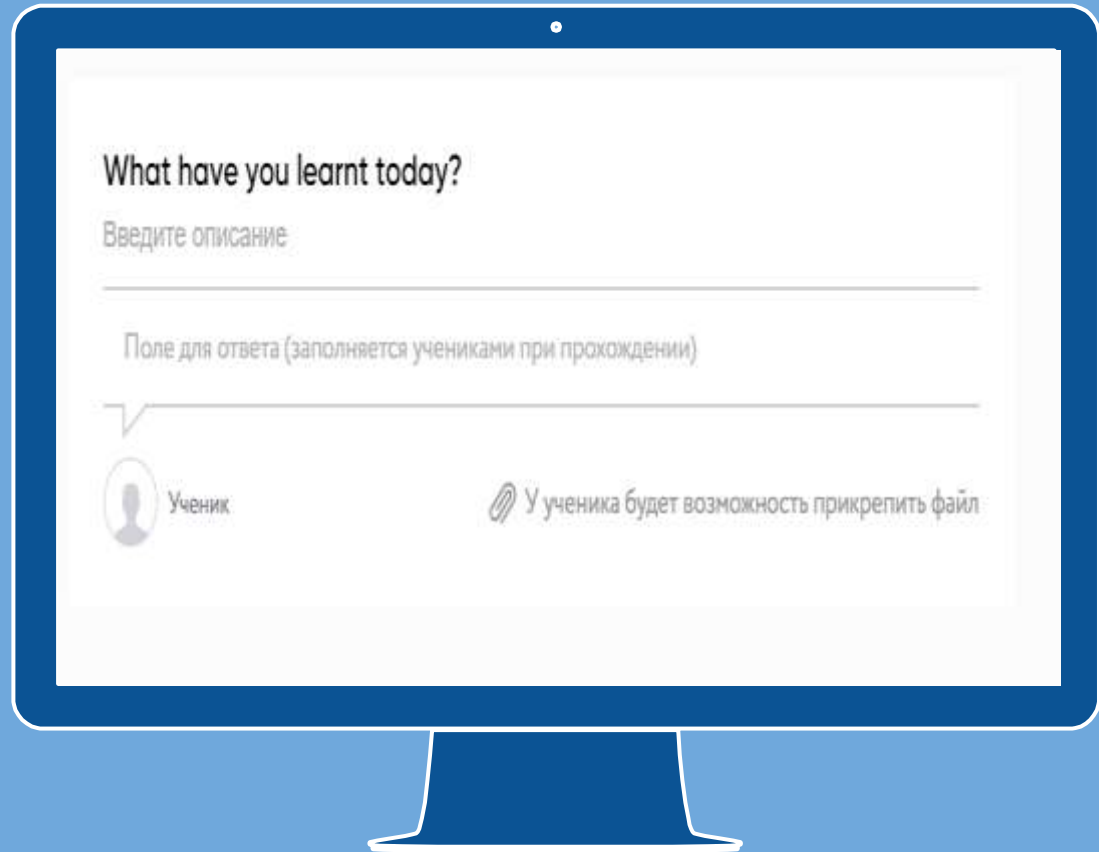 What have you learnt today?
Введите описание
Поле для ответа (заполняется учениками при прохождении)
Ученик
У ученика будет возможность прикрепить файл